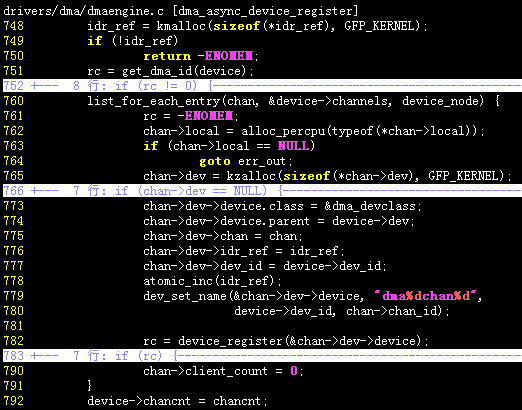 drivers/dma/dmaengine.c [dma_async_device_register]
748 idr_ref = kmalloc(sizeof(*idr_ref), GFP_KERNEL);
749 if (!idr_ref)
750 return -ENOMEM;
751 rc = get_dma_id(device);
752 +--- 8 行: if (rc != 0) {
760 list_for_each_entry(chan, &device->channels, device_node) {
761 rc = -ENOMEM;
762 chan->local = alloc_percpu(typeof(*chan->local));
763 if (chan->local == NULL)
764 goto err_out;
765 chan->dev = kzalloc(sizeof(*chan->dev), GFP_KERNEL);
766 +--- 7 行: if (chan->dev == NULL) {
773 chan->dev->device.class = &dma_devclass;
774 chan->dev->device.parent = device->dev;
775 chan->dev->chan = chan;
776 chan->dev->idr_ref = idr_ref;
777 chan->dev->dev_id = device->dev_id;
778 atomic_inc(idr_ref);
779 dev_set_name(&chan->dev->device, "dma%dchan%d",
780 device->dev_id, chan->chan_id);
781
782 rc = device_register(&chan->dev->device);
783 +--- 7 行: if (rc) {
790 chan->client_count = 0;
791 }
792 device->chancnt = chancnt;